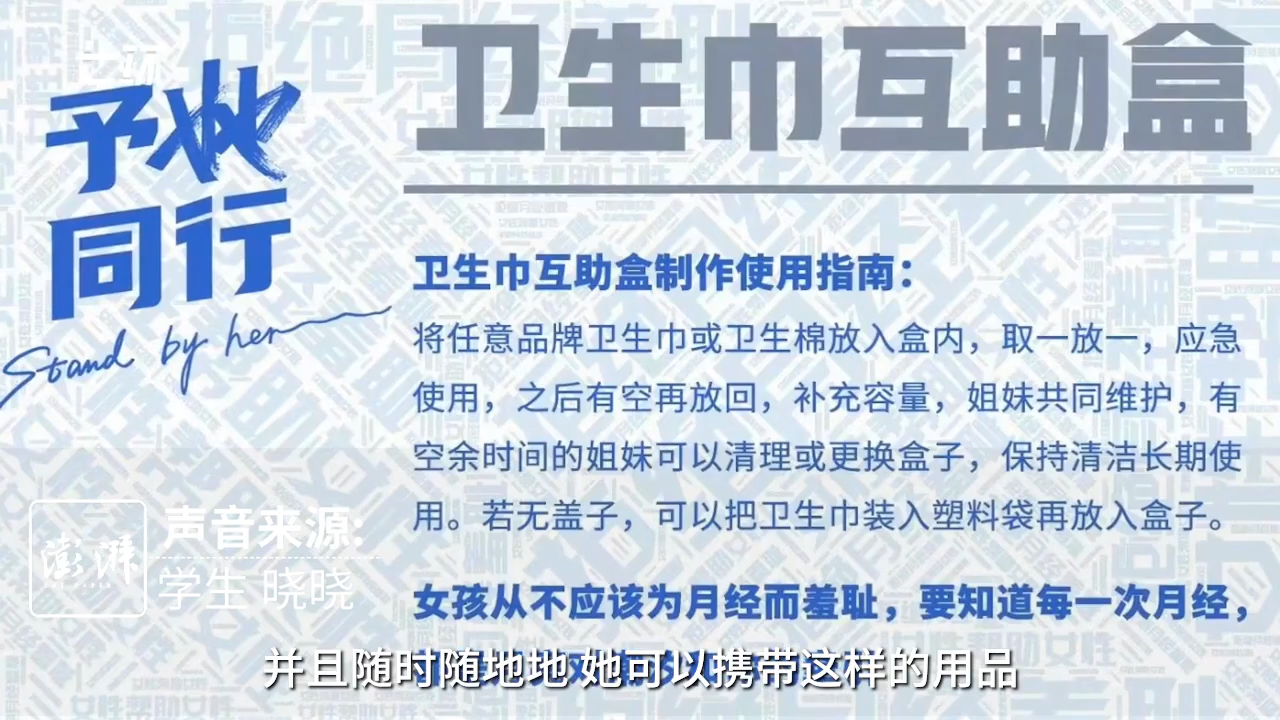 予她
同行
Stand by her
卫生巾互助盒
卫生巾互助盒制作使用指南：
将任意品牌卫生巾或卫生棉放入盒内，取一放一，应急
使用，之后有空再放回，补充容量，姐妹共同维护，有
空余时间的姐妹可以清理或更换盒子，保持清洁长期使
用。若无盖子，可以把卫生巾装入塑料袋再放入盒子。
女孩从不应该为月经而羞耻，要知道每一次月经，
澎湃
声音来源:
学生 晓晓
并且随时随地地 她可以携带这样的用品